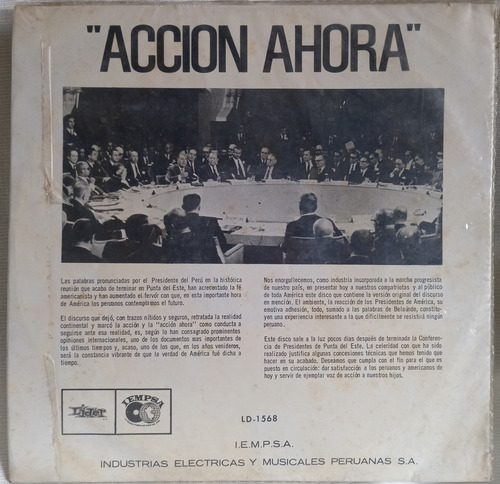 "ACCION AHORA"
Las palabras pronunciadas por el Presidente del Perú en la histórica
reunión que acaba de terminar en Punta del Este, han acrecentado la fé
americanista y han aumentado el fervor con que, en esta importante hora
de América los peruanos contemplaremos el futuro.
El discurso que dejó, con trazos nítidos y seguros, retratada la realidad
continental y marcó la acción y la "acción ahora" como conducta a
seguirse ante esa realidad, es, según lo han consagrado prominentes
opiniones internacionales, uno de los documentos mas importantes de
los últimos tiempos y, acaso, uno de los que, en los años venideros,
será la constancia vibrante de que la verdad de América fué dicha a
tiempo.
Nos enorgullecemos, como industria incorporada a la marcha progresista
de nuestro país, en presentar hoy a nuestros compatriotas y al público
de toda América este disco que contiene la versión original del discurso
en mención. El ambiente, la reacción de los Presidentes de América, su
emotiva adhesión, todo, sumado a las palabras de Belaúnde, constitu-
yen una experiencia interesante a la que dificilmente se resistirá ningún
peruano.
Este disco sale a la luz pocos días después de terminada la Conferen-
cia de Presidentes de Punta del Este. La celeridad con que ha sido
realizado justifica algunas concesiones técnicas que hemos tenido que
hacer en su acabado. Deseamos que cumpla con el fin para el que es
puesto en circulación: dar satisfacción a los peruanos y americanos de
hoy y servir de ejemplar voz de acción a nuestros hijos.
Lider
IEMPSA
LD-1568
I.E.M.P.S.A.
INDUSTRIAS ELECTRICAS Y MUSICALES PERUANAS S.A.